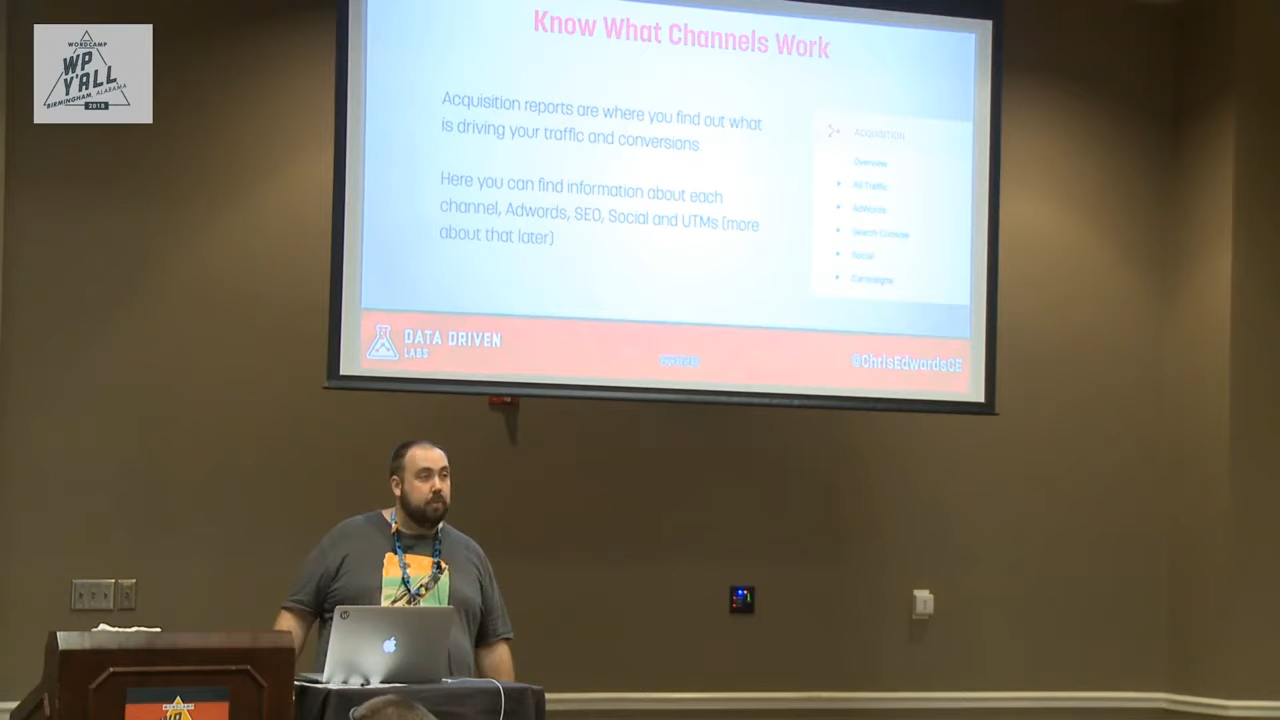 WORDCAMP
WP
Y'ALL
BIRMINGHAM, ALABAMA
2018
Know What Channels Work
Acquisition reports are where you find out what
is driving your traffic and conversions.
Here you can find information about each
channel, Adwords, SEO, Social and UTMs (more
about that later)
ACQUISITION
Overview
All Traffic
AdWords
Search Console
Social
Campaigns
DATA DRIVEN
LABS
@ChrisEdwardsCE
WORDCAMP
WP